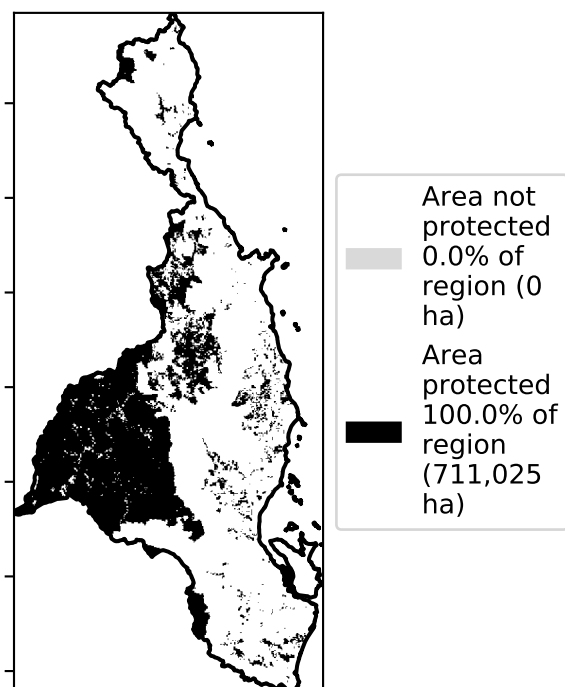 Area not
protected
0.0% of
region (0
ha)
Area
protected
100.0% of
region
(711,025
ha)